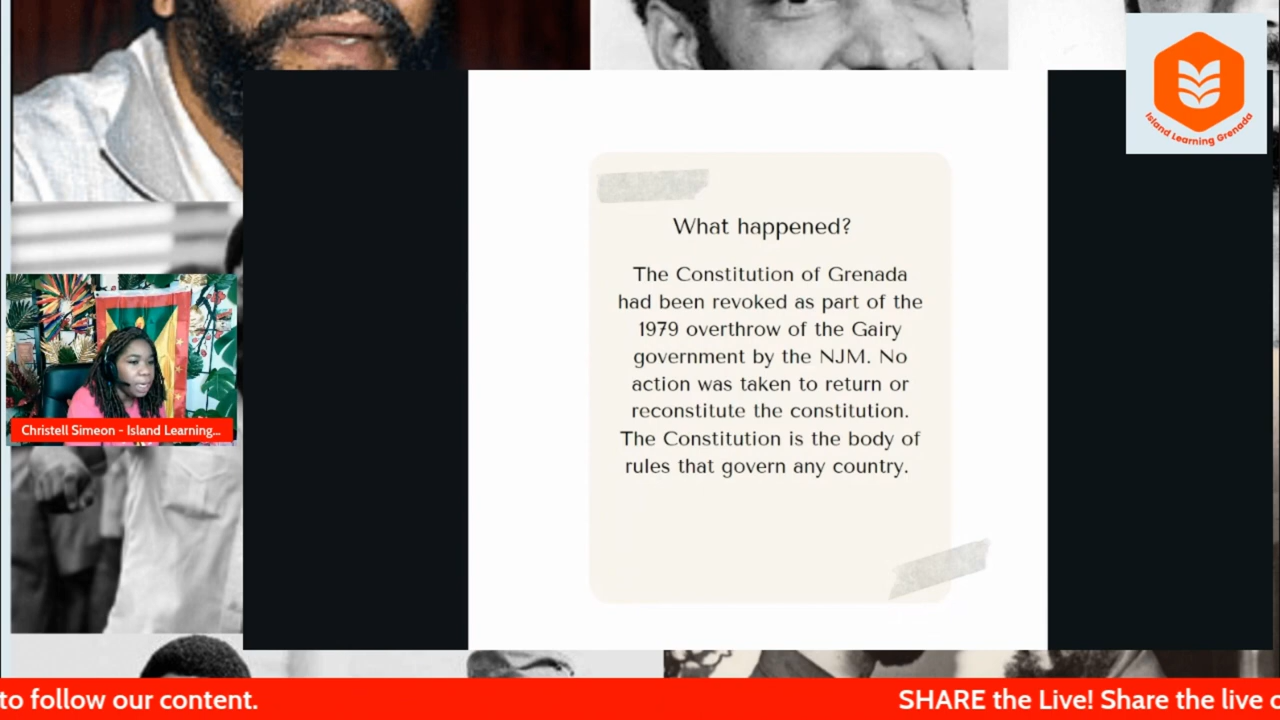 Island Learning Grenada
What happened?
The Constitution of Grenada
had been revoked as part of the
1979 overthrow of the Gairy
government by the NJM. No
action was taken to return or
reconstitute the constitution.
The Constitution is the body of
rules that govern any country.
Christell Simeon - Island Learning...
to follow our content.
SHARE the Live! Share the live